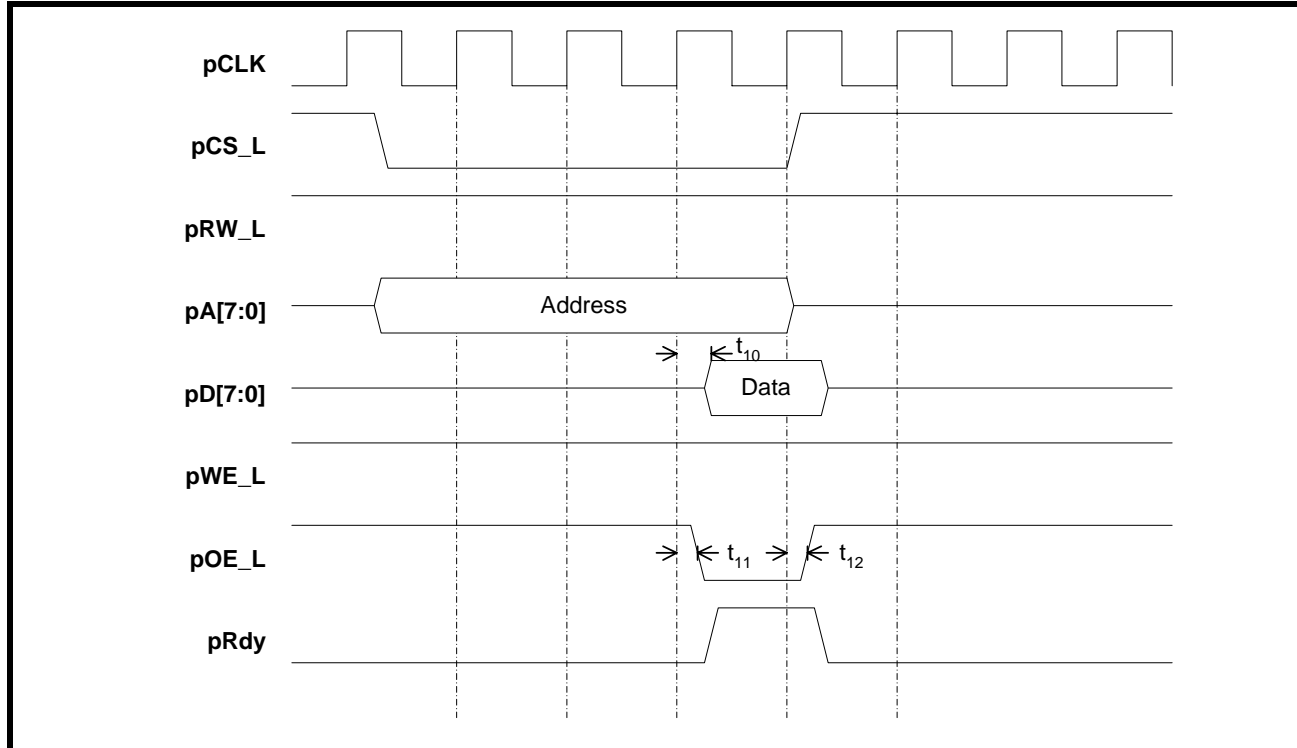 pCLK
pCS_L
pRW_L
pA[7:0]
Address
t10
pD[7:0]
Data
pWE_L
pOE_L
t11
t12
pRdy